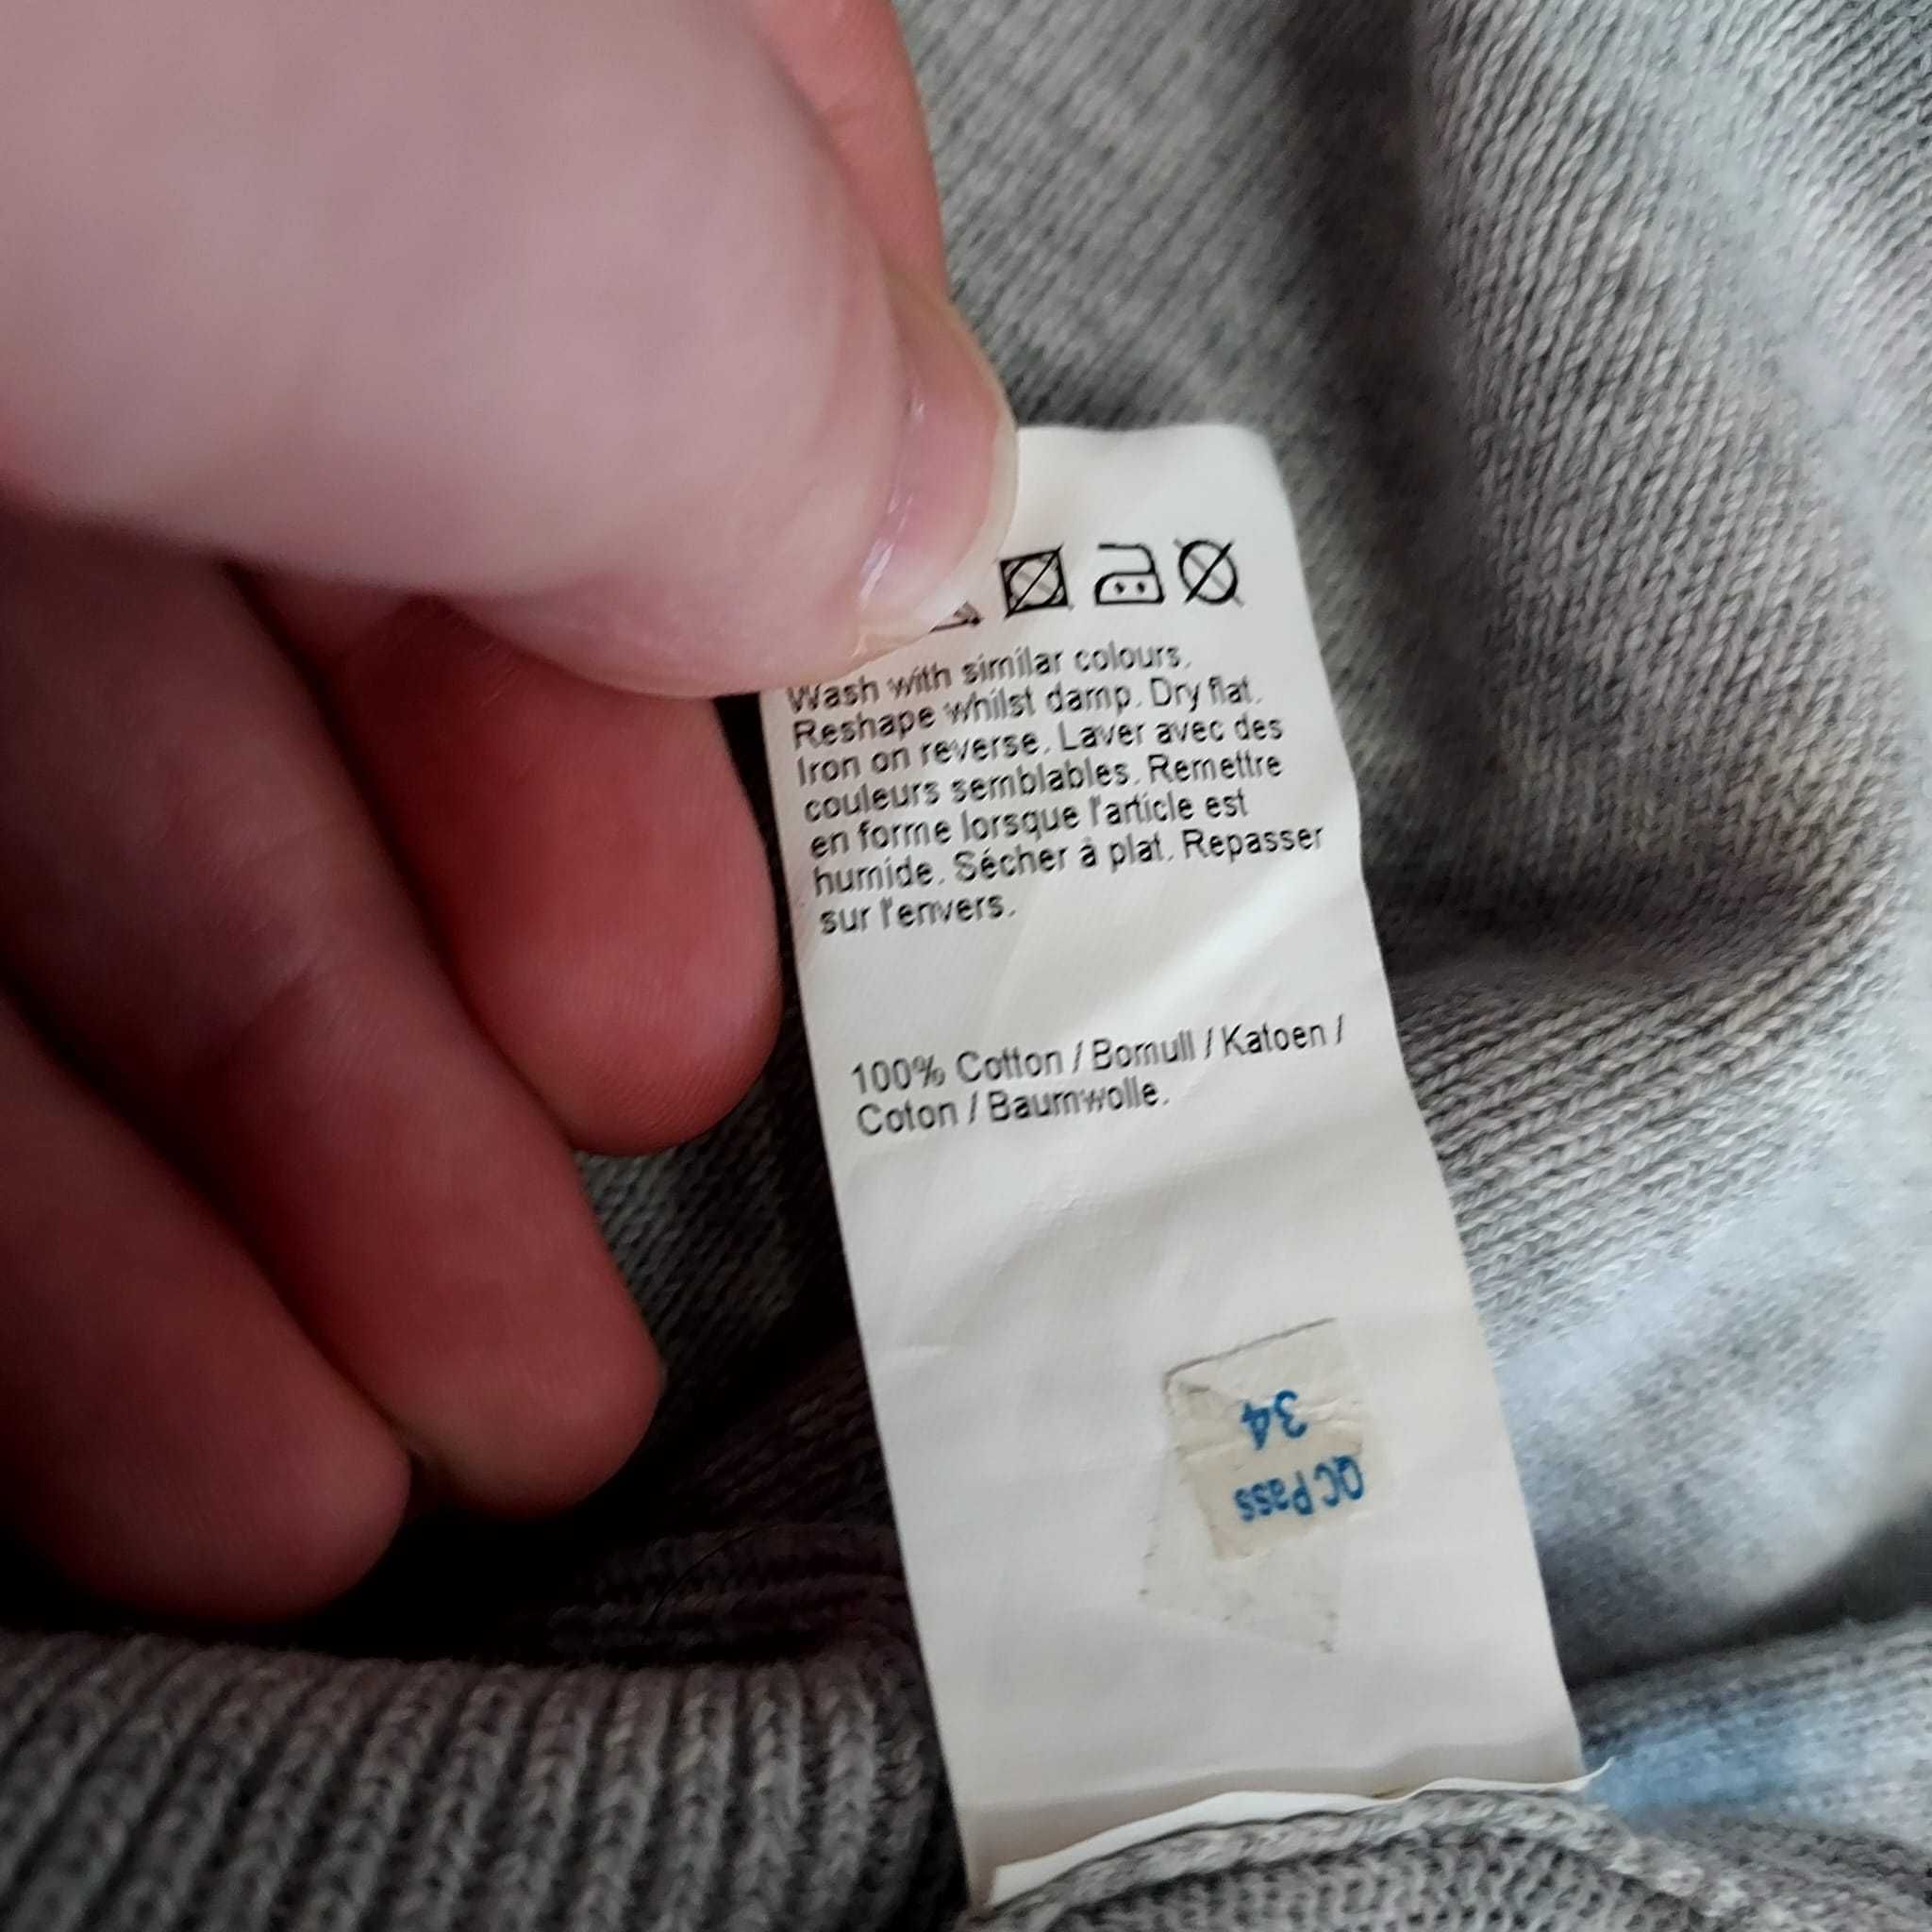 Wash with similar colours.
Reshape whilst damp. Dry flat.
Iron on reverse. Laver avec des
couleurs semblables. Remettre
en forme lorsque l'article est
humide. Sécher à plat. Repasser
sur l'envers.
100% Cotton / Bomull / Katoen /
Coton / Baumwolle.
QC Pass
34